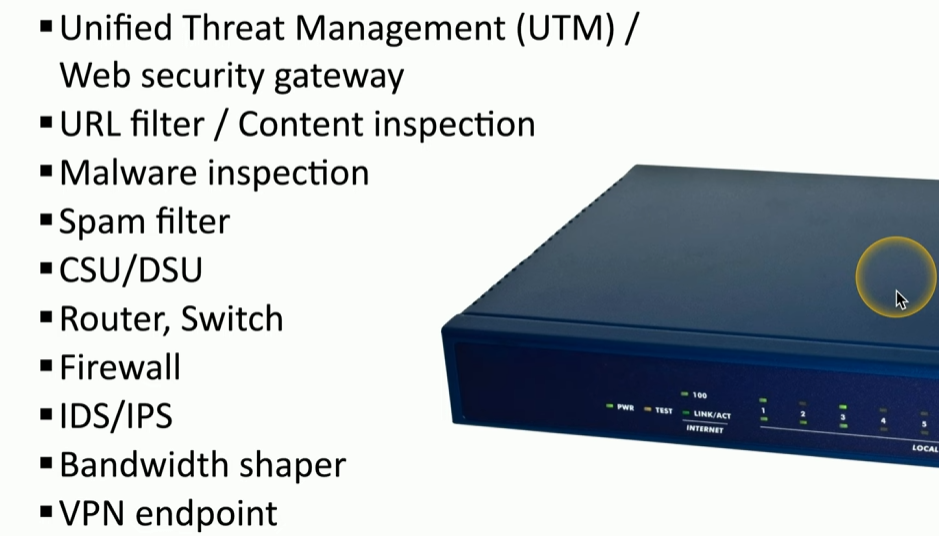 ▪ Unified Threat Management (UTM) /
Web security gateway
▪ URL filter / Content inspection
▪ Malware inspection
▪ Spam filter
▪ CSU/DSU
▪ Router, Switch
▪ Firewall
▪ IDS/IPS
▪ Bandwidth shaper
▪ VPN endpoint
100
PWR TEST LINK/ACT
INTERNET
1 2 3 4 5
LOCAL